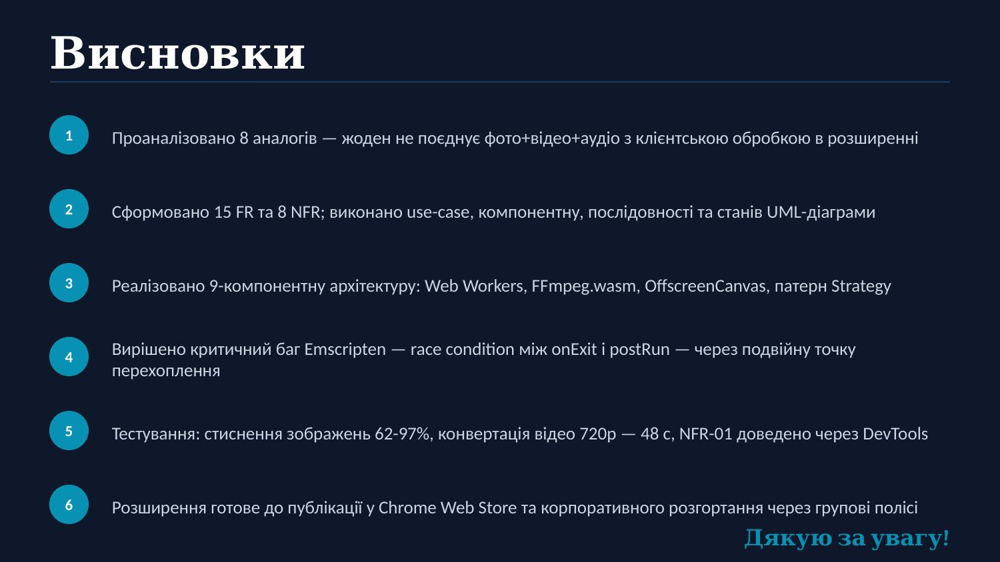 Висновки
1 Проаналізовано 8 аналогів — жоден не поєднує фото+відео+аудіо з клієнтською обробкою в розширенні
2 Сформовано 15 FR та 8 NFR; виконано use-case, компонентну, послідовності та станів UML-діаграми
3 Реалізовано 9-компонентну архітектуру: Web Workers, FFmpeg.wasm, OffscreenCanvas, патерн Strategy
4 Вирішено критичний баг Emscripten — race condition між onExit і postRun — через подвійну точку
перехоплення
5 Тестування: стиснення зображень 62-97%, конвертація відео 720p — 48 с, NFR-01 доведено через DevTools
6 Розширення готове до публікації у Chrome Web Store та корпоративного розгортання через групові полісі
Дякую за увагу!